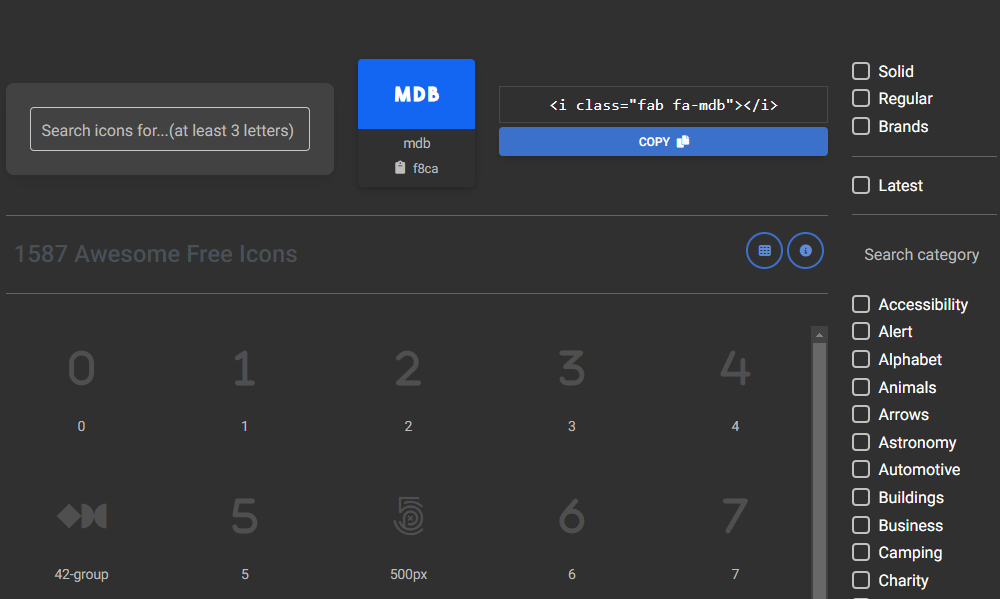 Search icons for...(at least 3 letters)
MDB
mdb
f8ca
<i class="fab fa-mdb"></i>
COPY
1587 Awesome Free Icons
0
1
2
3
4
0
1
2
3
4
5
5
6
7
42-group
5
500px
6
7
Solid
Regular
Brands
Latest
Search category
Accessibility
Alert
Alphabet
Animals
Arrows
Astronomy
Automotive
Buildings
Business
Camping
Charity